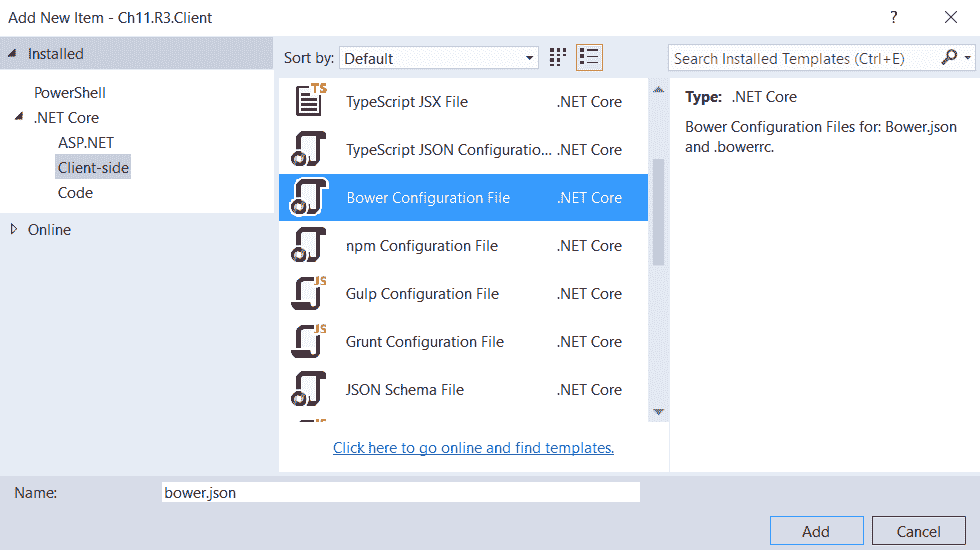 Add New Item - Ch11.R3.Client
?
Installed
PowerShell
.NET Core
ASP.NET
Client-side
Code
Online
Sort by: Default
TypeScript JSX File .NET Core
TypeScript JSON Configuratio... .NET Core
Bower Configuration File .NET Core
npm Configuration File .NET Core
Gulp Configuration File .NET Core
Grunt Configuration File .NET Core
JSON Schema File .NET Core
Click here to go online and find templates.
Search Installed Templates (Ctrl+E)
Type: .NET Core
Bower Configuration Files for: Bower.json
and .bowerrc.
Name: bower.json
Add Cancel
TS
JS
JS